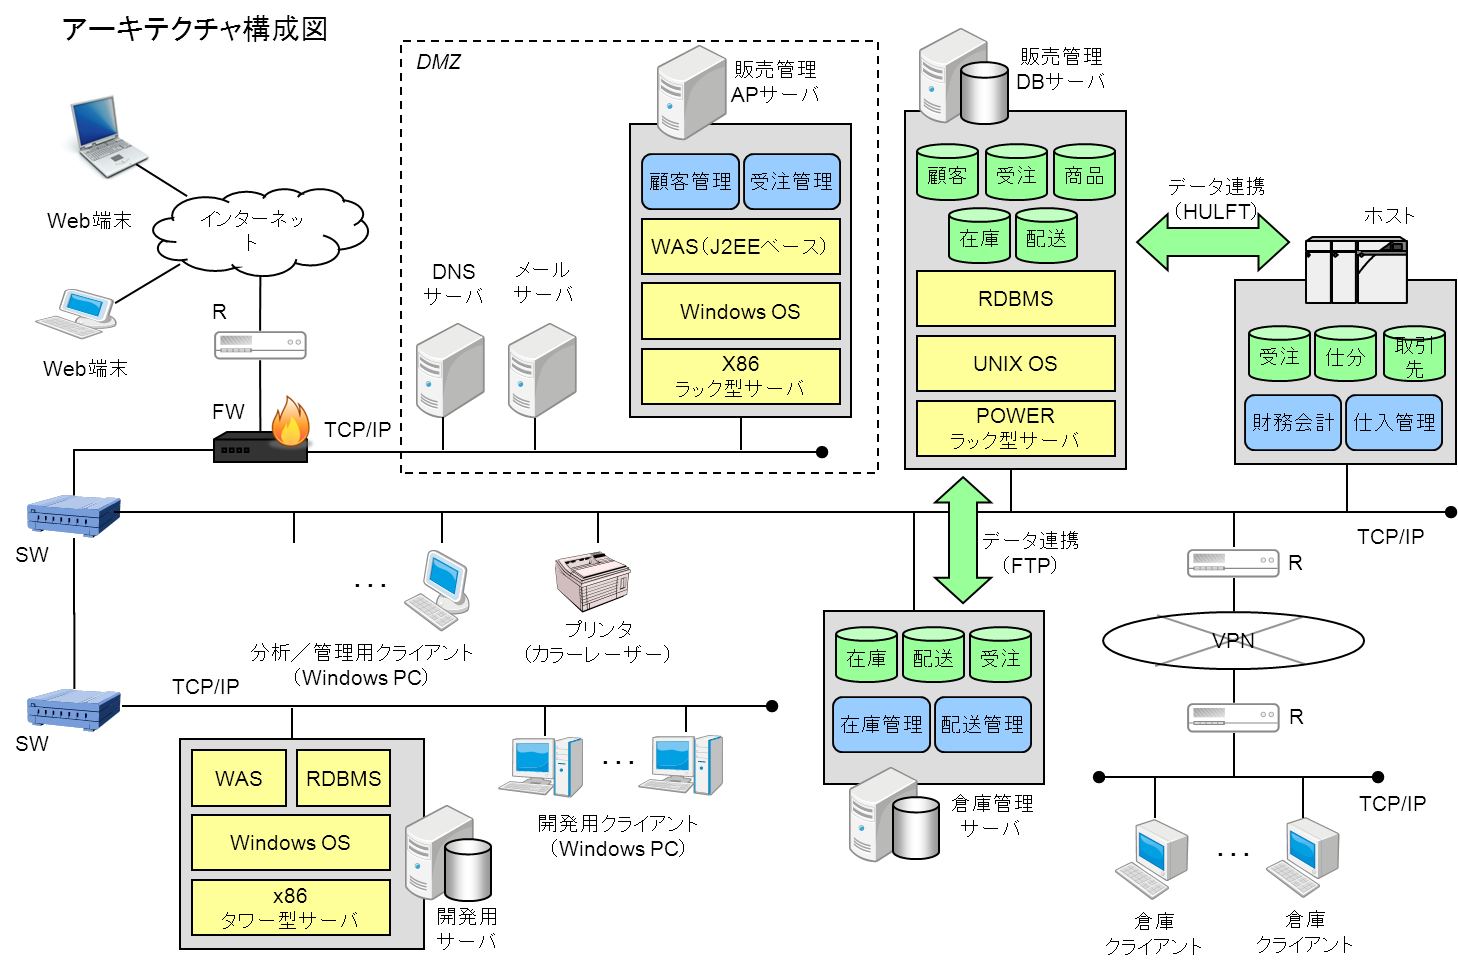 アーキテクチャ構成図
DMZ
販売管理
APサーバ
顧客管理
受注管理
WAS（J2EEベース）
Windows OS
X86
ラック型サーバ
DNS
サーバ
メール
サーバ
Web端末
インターネッ
ト
Web端末
R
FW
TCP/IP
販売管理
DBサーバ
顧客
受注
商品
在庫
配送
RDBMS
UNIX OS
POWER
ラック型サーバ
データ連携
（HULFT）
ホスト
受注
仕分
取引
先
財務会計
仕入管理
SW
TCP/IP
データ連携
（FTP）
・・・
分析／管理用クライアント
（Windows PC）
プリンタ
（カラーレーザー）
R
VPN
R
TCP/IP
・・・
倉庫
クライアント
倉庫
クライアント
在庫
配送
受注
在庫管理
配送管理
倉庫管理
サーバ
SW
TCP/IP
WAS
RDBMS
Windows OS
x86
タワー型サーバ
開発用
サーバ
・・・
開発用クライアント
（Windows PC）